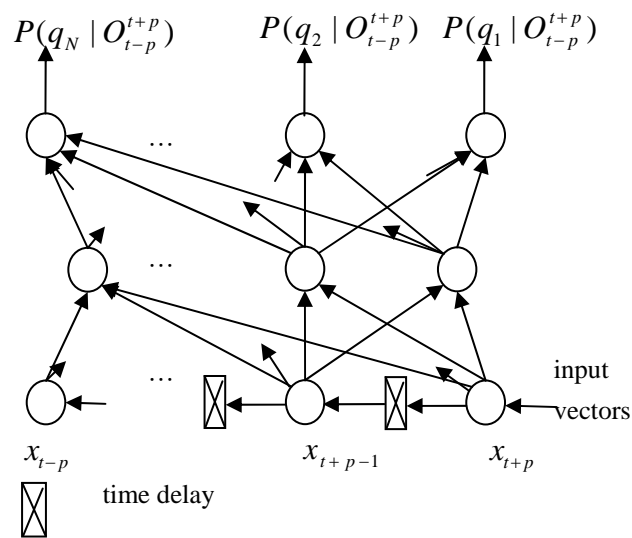 P(q_N | O_{t-p}^{t+p}) P(q_2 | O_{t-p}^{t+p}) P(q_1 | O_{t-p}^{t+p})
...
...
...
input
vectors
x_{t-p} x_{t+p-1} x_{t+p}
time delay